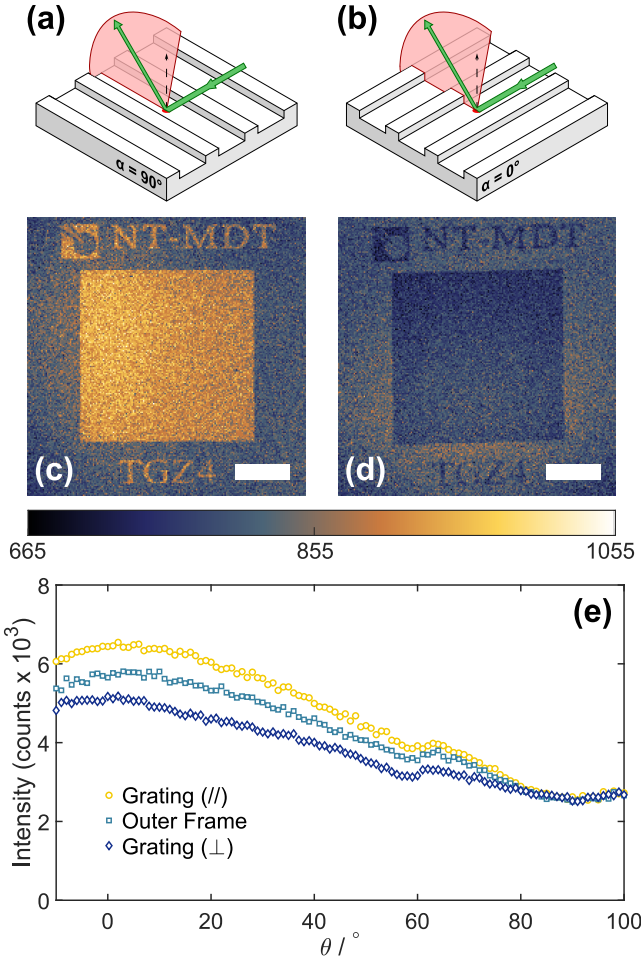 (a)
(b)
α = 90°
α = 0°
NT-MDT
NT-MDT
(c)
TGZ4
(d)
TGZ4
665
855
1055
(e)
8
6
4
2
0
Intensity (counts x 10³)
Grating (//)
Outer Frame
Grating (⊥)
0
20
40
60
80
100
θ / °